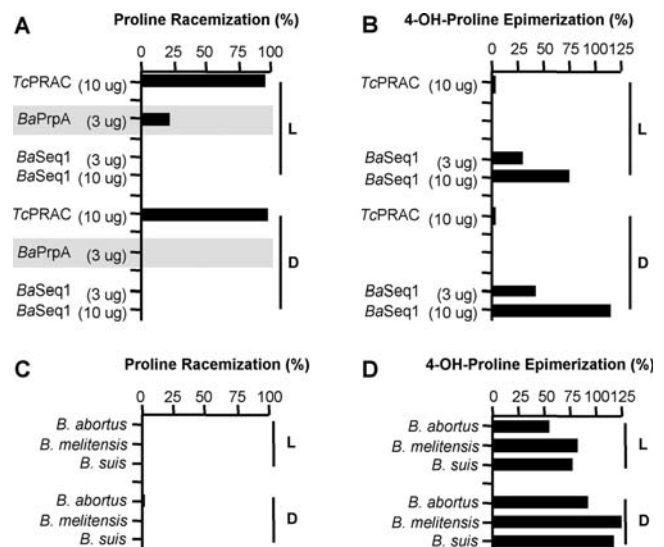 A Proline Racemization (%)
0 25 50 75 100
TcPRAC (10 ug)
BaPrpA (3 ug)
BaSeq1 (3 ug)
BaSeq1 (10 ug)
L
TcPRAC (10 ug)
BaPrpA (3 ug)
BaSeq1 (3 ug)
BaSeq1 (10 ug)
D
B 4-OH-Proline Epimerization (%)
0 25 50 75 100 115
TcPRAC (10 ug)
BaSeq1 (3 ug)
BaSeq1 (10 ug)
L
TcPRAC (10 ug)
BaSeq1 (3 ug)
BaSeq1 (10 ug)
D
C Proline Racemization (%)
0 25 50 75 100
B. abortus
B. melitensis
B. suis
L
B. abortus
B. melitensis
B. suis
D
D 4-OH-Proline Epimerization (%)
0 25 50 75 100 125
B. abortus
B. melitensis
B. suis
L
B. abortus
B. melitensis
B. suis
D